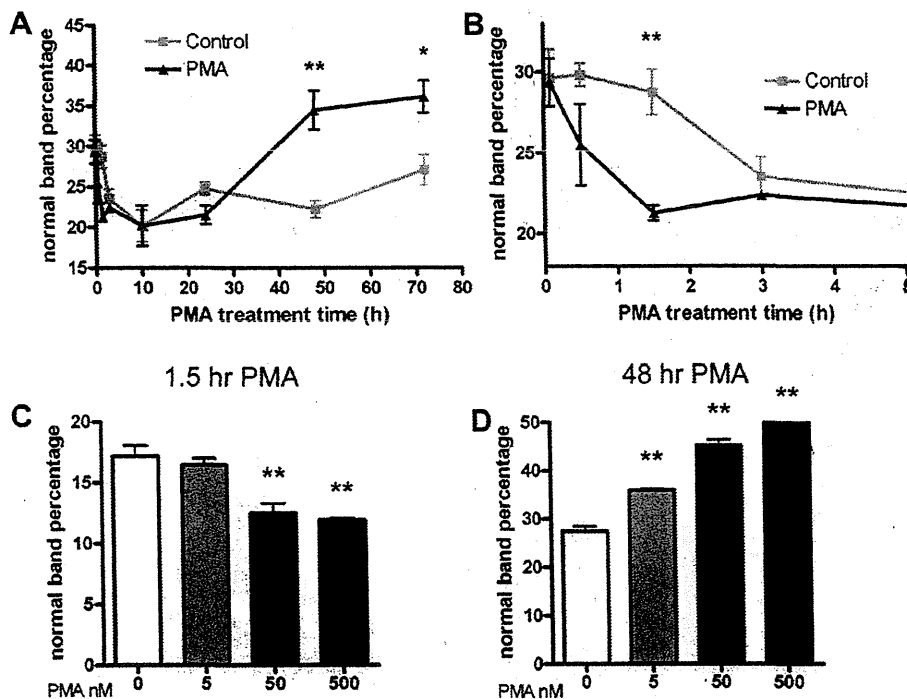 A
45
40
35
30
25
20
15
normal band percentage
Control
PMA
**
*
0 10 20 30 40 50 60 70 80
PMA treatment time (h)
B
30
26
22
normal band percentage
**
Control
PMA
0 1 2 3 4 5
PMA treatment time (h)
1.5 hr PMA
C
20
15
10
5
0
normal band percentage
** **
PMA nM 0 5 50 500
48 hr PMA
D
50
40
30
20
10
0
normal band percentage
** ** **
PMA nM 0 5 50 500